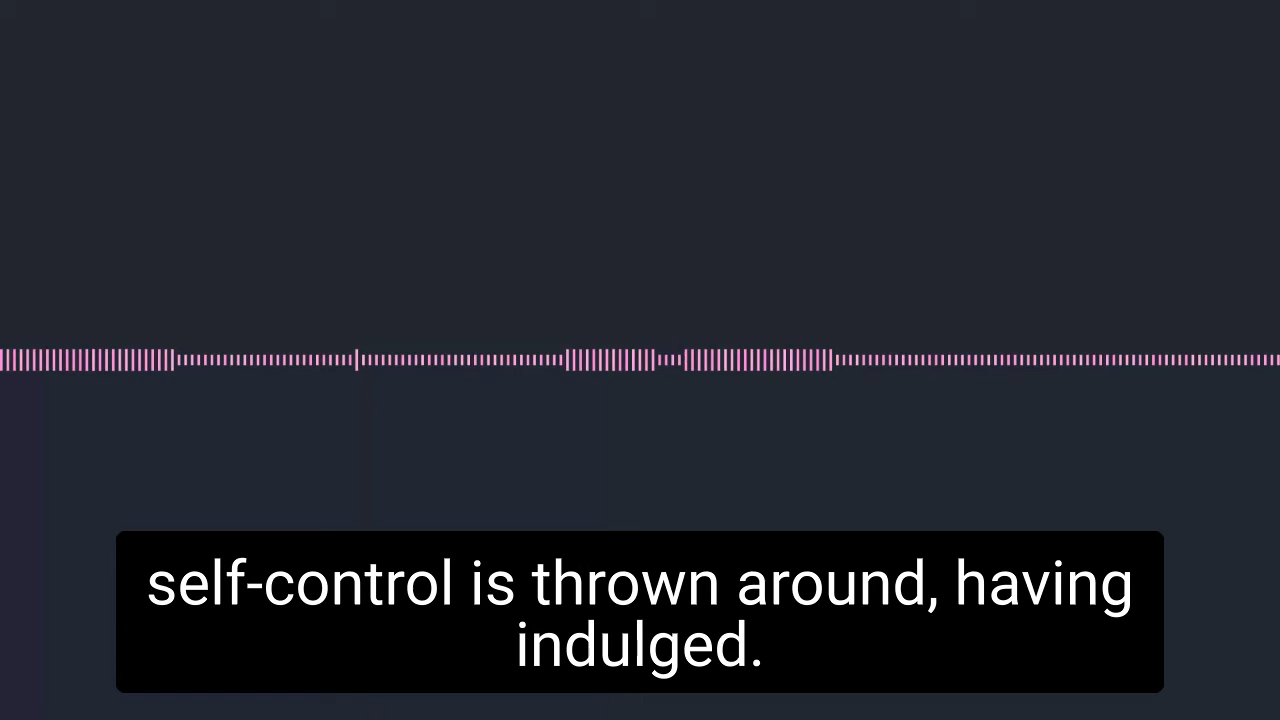 self-control is thrown around, having
indulged.